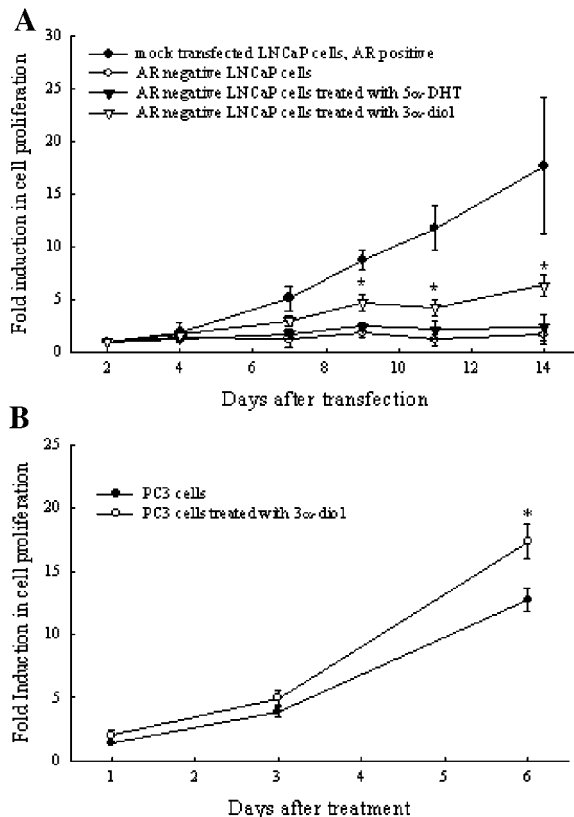 A
mock transfected LNCaP cells, AR positive
AR negative LNCaP cells
AR negative LNCaP cells treated with 5α-DHT
AR negative LNCaP cells treated with 3α-diol
Fold induction in cell proliferation
30
25
20
15
10
5
0
* * *
2 4 6 8 10 12 14
Days after transfection
B
PC3 cells
PC3 cells treated with 3α-diol
Fold Induction in cell proliferation
25
20
15
10
5
0
*
1 2 3 4 5 6
Days after treatment